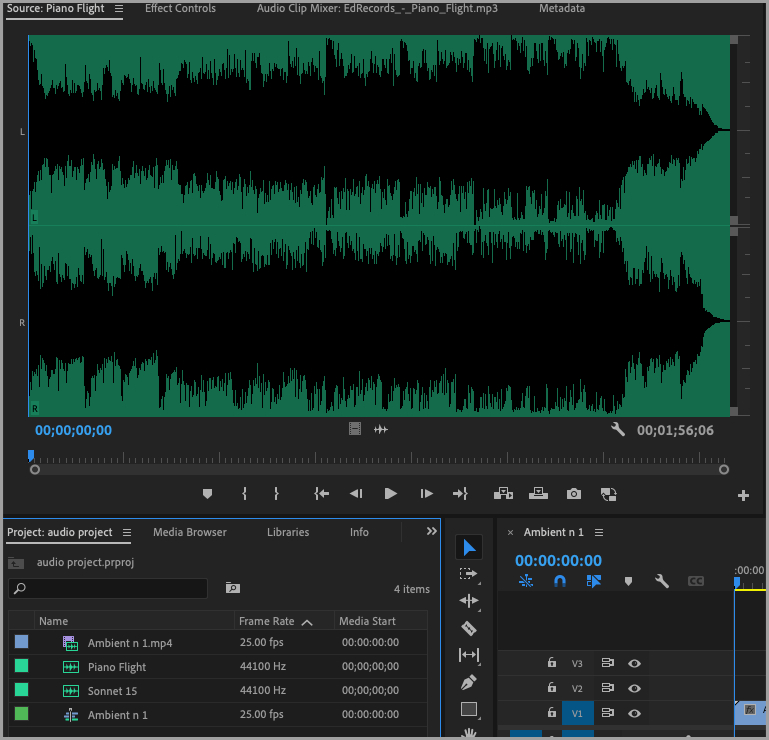 Source: Piano Flight Effect Controls Audio Clip Mixer: EdRecords_-_Piano_Flight.mp3 Metadata
L
L
R
R
00;00;00;00 00;01;56;06
Project: audio project Media Browser Libraries Info
audio project.prproj
4 items
Name Frame Rate Media Start
Ambient n 1.mp4 25.00 fps 00:00:00:00
Piano Flight 44100 Hz 00;00;00;00
Sonnet 15 44100 Hz 00;00;00;00
Ambient n 1 25.00 fps 00:00:00:00
× Ambient n 1
00:00:00:00
:00:00
CC
V3
V2
V1
fx A